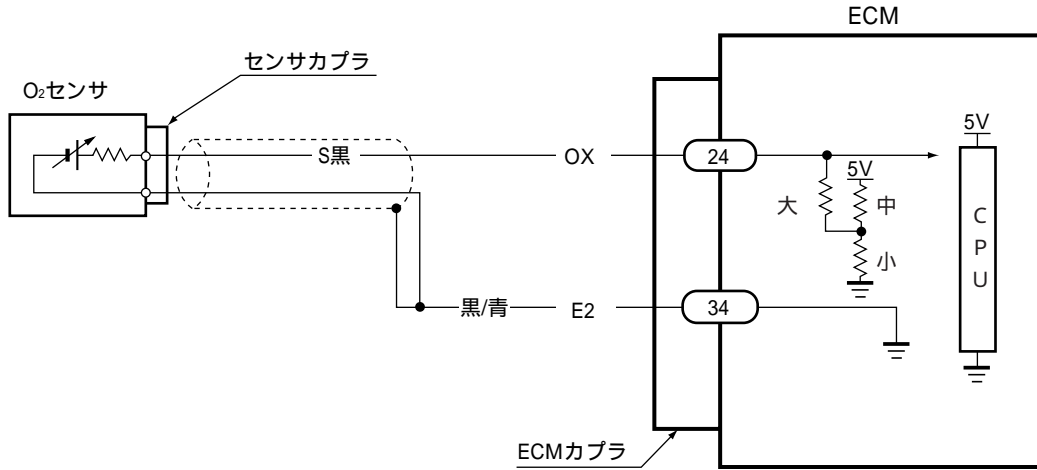 ECM
センサカプラ
O₂センサ
5V
S黒
OX
24
5V
大
中
CPU
小
黒/青
E2
34
ECMカプラ